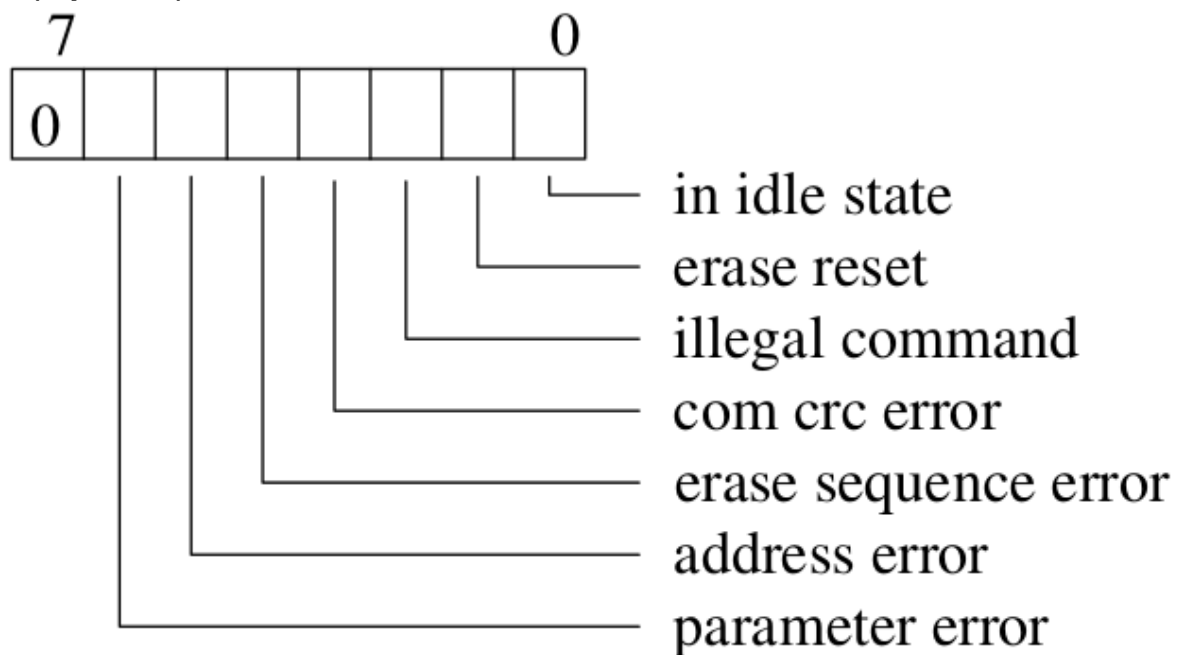 7 0
0
in idle state
erase reset
illegal command
com crc error
erase sequence error
address error
parameter error